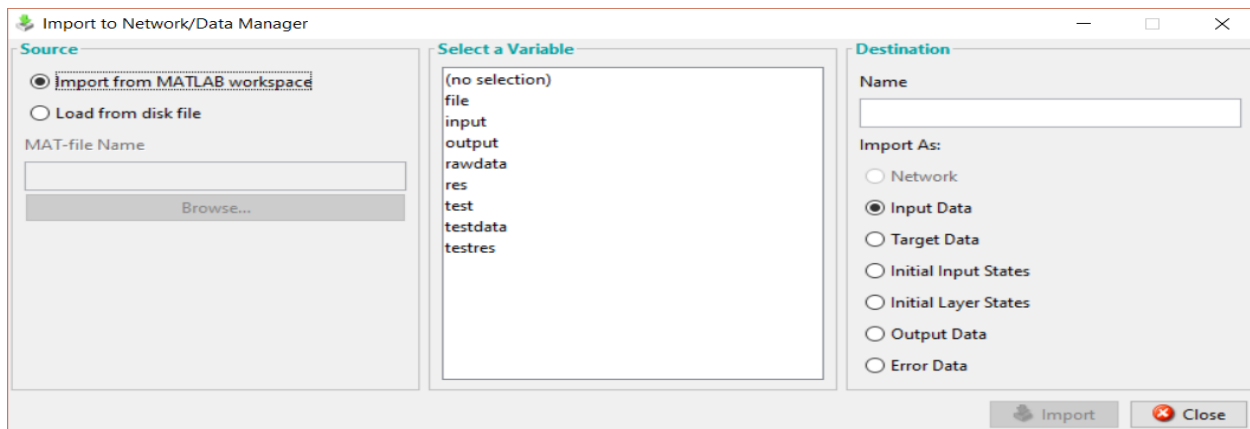 Import to Network/Data Manager
Source
Import from MATLAB workspace
Load from disk file
MAT-file Name
Browse...
Select a Variable
(no selection)
file
input
output
rawdata
res
test
testdata
testres
Destination
Name
Import As:
Network
Input Data
Target Data
Initial Input States
Initial Layer States
Output Data
Error Data
Import
Close